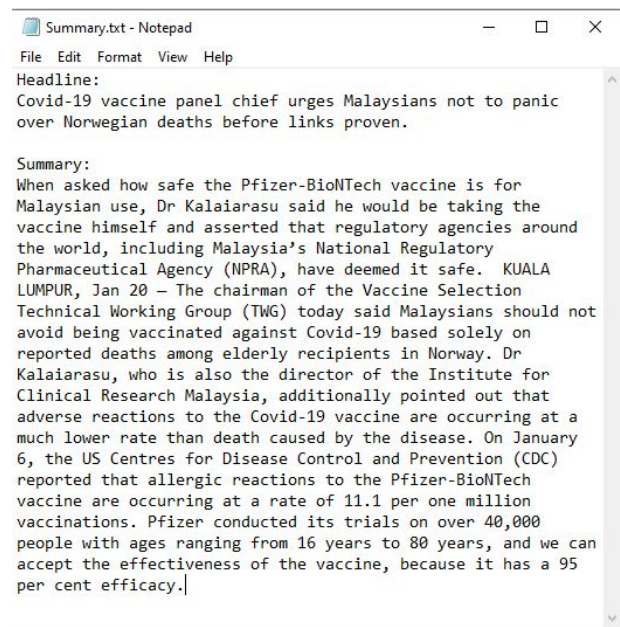 Summary.txt - Notepad
File Edit Format View Help
Headline:
Covid-19 vaccine panel chief urges Malaysians not to panic
over Norwegian deaths before links proven.
Summary:
When asked how safe the Pfizer-BioNTech vaccine is for
Malaysian use, Dr Kalaiarasu said he would be taking the
vaccine himself and asserted that regulatory agencies around
the world, including Malaysia’s National Regulatory
Pharmaceutical Agency (NPRA), have deemed it safe.  KUALA
LUMPUR, Jan 20 — The chairman of the Vaccine Selection
Technical Working Group (TWG) today said Malaysians should not
avoid being vaccinated against Covid-19 based solely on
reported deaths among elderly recipients in Norway. Dr
Kalaiarasu, who is also the director of the Institute for
Clinical Research Malaysia, additionally pointed out that
adverse reactions to the Covid-19 vaccine are occurring at a
much lower rate than death caused by the disease. On January
6, the US Centres for Disease Control and Prevention (CDC)
reported that allergic reactions to the Pfizer-BioNTech
vaccine are occurring at a rate of 11.1 per one million
vaccinations. Pfizer conducted its trials on over 40,000
people with ages ranging from 16 years to 80 years, and we can
accept the effectiveness of the vaccine, because it has a 95
per cent efficacy.